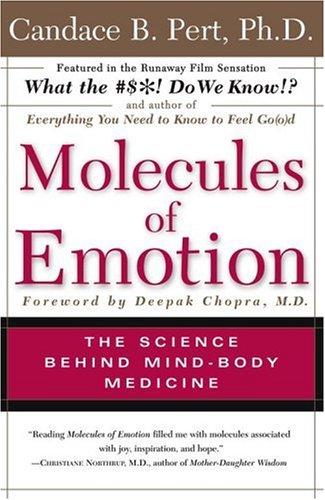 Candace B. Pert, Ph.D.
Featured in the Runaway Film Sensation
What the #$*! Do We Know!?
and author of
Everything You Need to Know to Feel Go(o)d
Molecules
of
Emotion
Foreword by Deepak Chopra, M.D.
THE SCIENCE
BEHIND MIND-BODY
MEDICINE
"Reading Molecules of Emotion filled me with molecules associated
with joy, inspiration, and hope."
—CHRISTIANE NORTHRUP, M.D., author of Mother-Daughter Wisdom